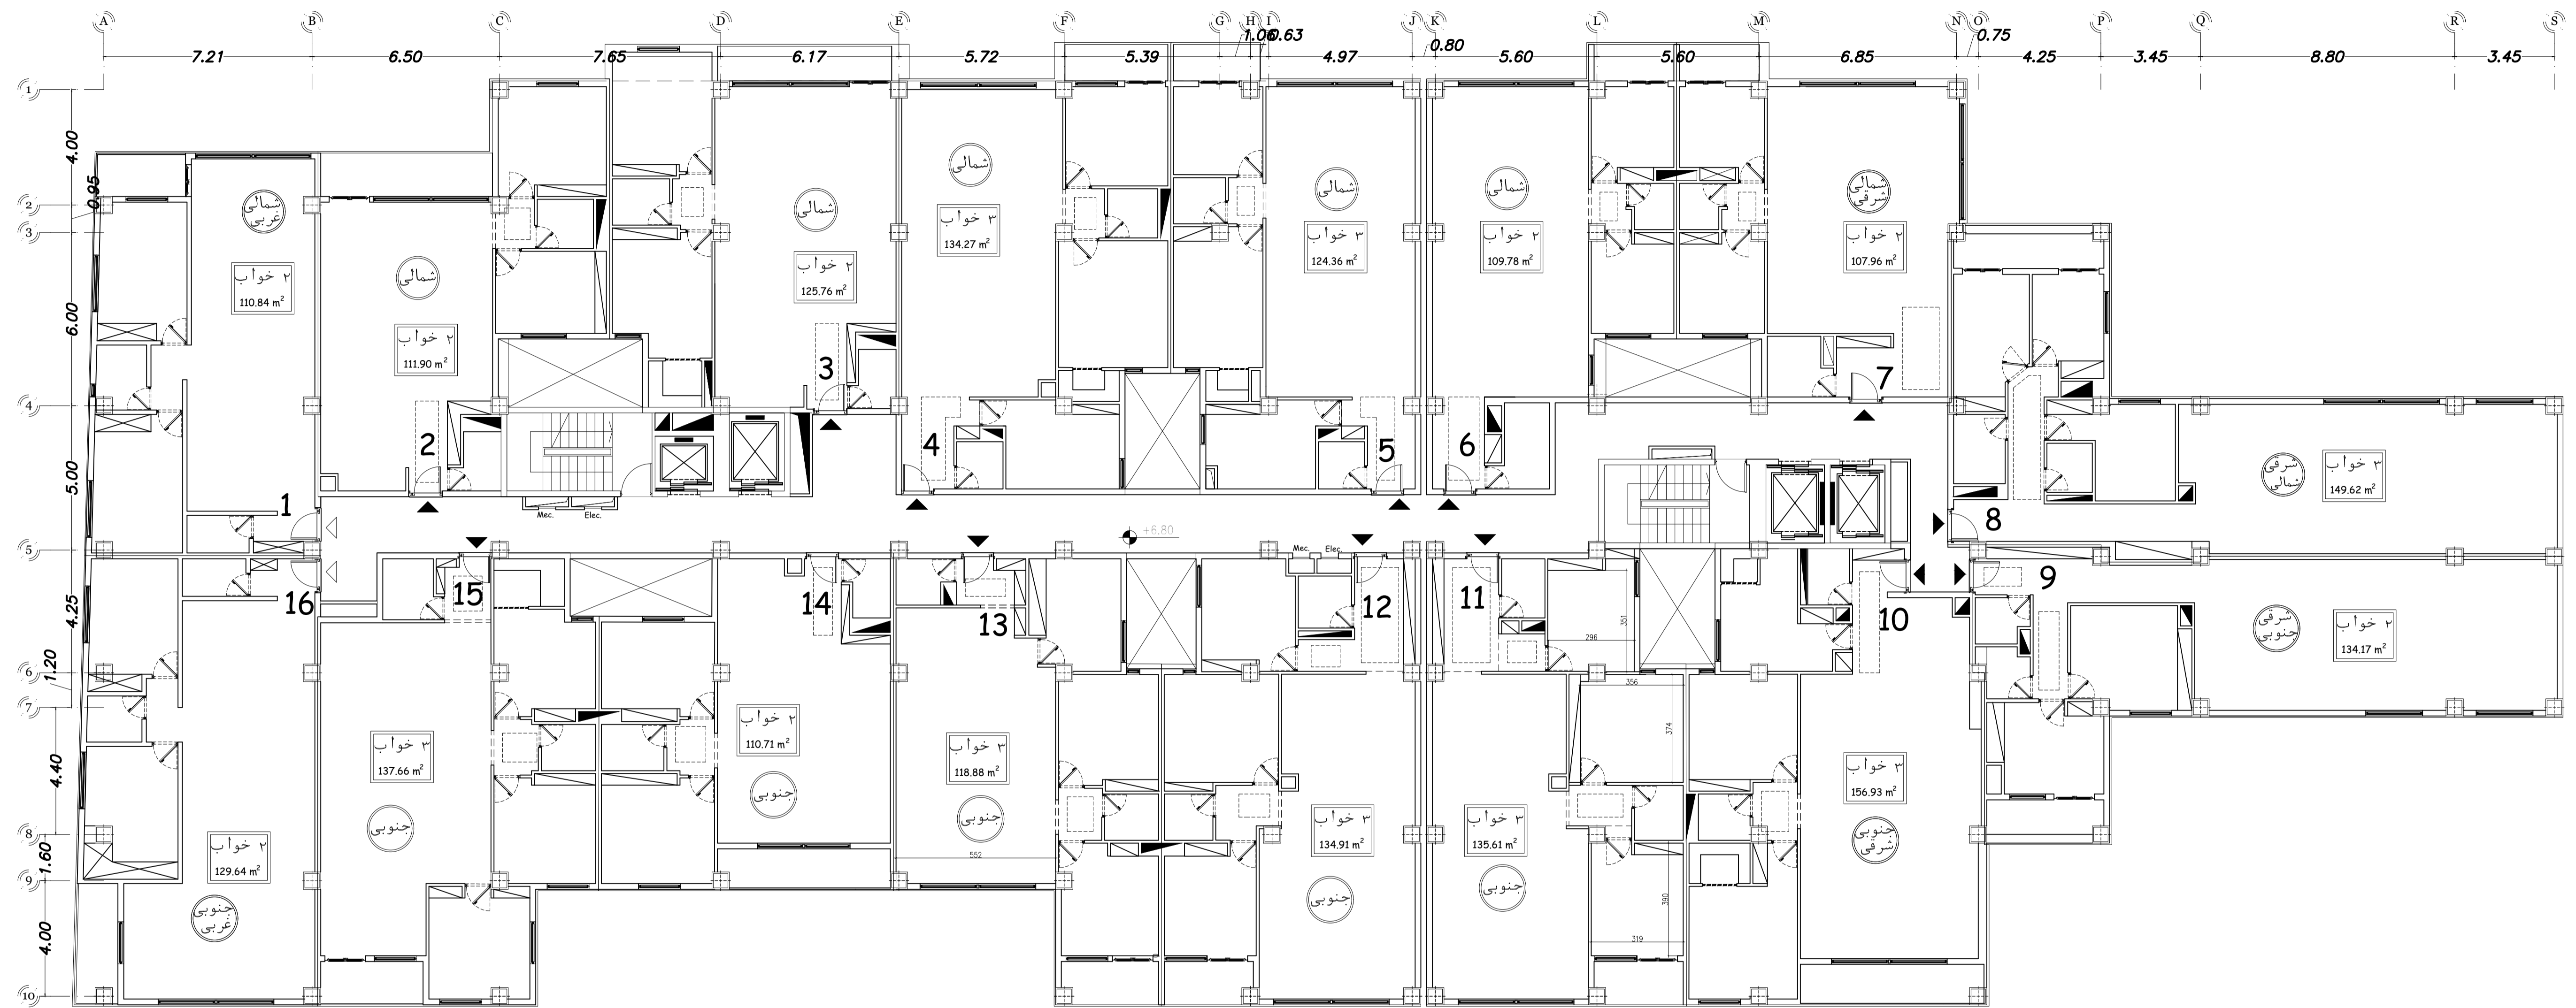 A B C D E F G H I J K L M N O P Q R S
7.21 6.50 7.65 6.17 5.72 5.39 1.06 0.63 4.97 0.80 5.60 5.60 6.85 0.75 4.25 3.45 8.80 3.45
1
4.00
0.95
2
3
6.00
4
5.00
5
4.25
6
1.20
7
4.40
8
1.60
9
4.00
10
شمالی
غربی
۲ خواب
110.84 m²
1
شمالی
۲ خواب
111.90 m²
2
شمالی
۲ خواب
125.76 m²
3
شمالی
۳ خواب
134.27 m²
4
شمالی
۳ خواب
124.36 m²
5
شمالی
۲ خواب
109.78 m²
6
شمالی
شرقی
۲ خواب
107.96 m²
7
شرقی
شمالی
۳ خواب
149.62 m²
8
Mec.
Elec.
+6.80
Mec.
Elec.
16
۲ خواب
129.64 m²
جنوبی
غربی
15
۳ خواب
137.66 m²
جنوبی
14
۲ خواب
110.71 m²
جنوبی
13
۳ خواب
118.88 m²
جنوبی
552
12
۳ خواب
134.91 m²
جنوبی
11
۳ خواب
135.61 m²
جنوبی
296
351
356
374
390
319
10
۳ خواب
156.93 m²
جنوبی
شرقی
9
شرقی
جنوبی
۲ خواب
134.17 m²